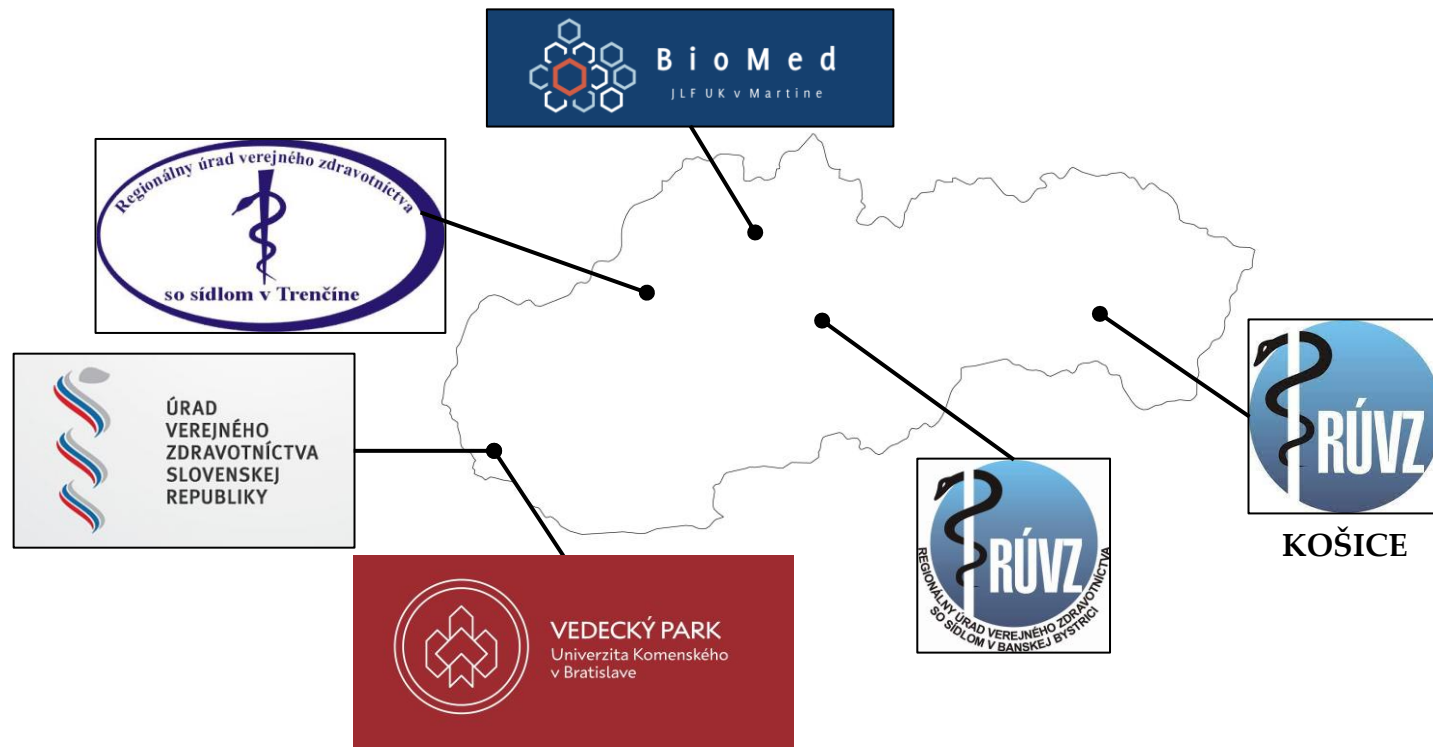 BioMed
JLF UK v Martine
Regionálny úrad verejného zdravotníctva
so sídlom v Trenčíne
ÚRAD
VEREJNÉHO
ZDRAVOTNÍCTVA
SLOVENSKEJ
REPUBLIKY
VEDECKÝ PARK
Univerzita Komenského
v Bratislave
RÚVZ
REGIONÁLNY ÚRAD VEREJNÉHO ZDRAVOTNÍCTVA
SO SÍDLOM V BANSKEJ BYSTRICI
RÚVZ
KOŠICE